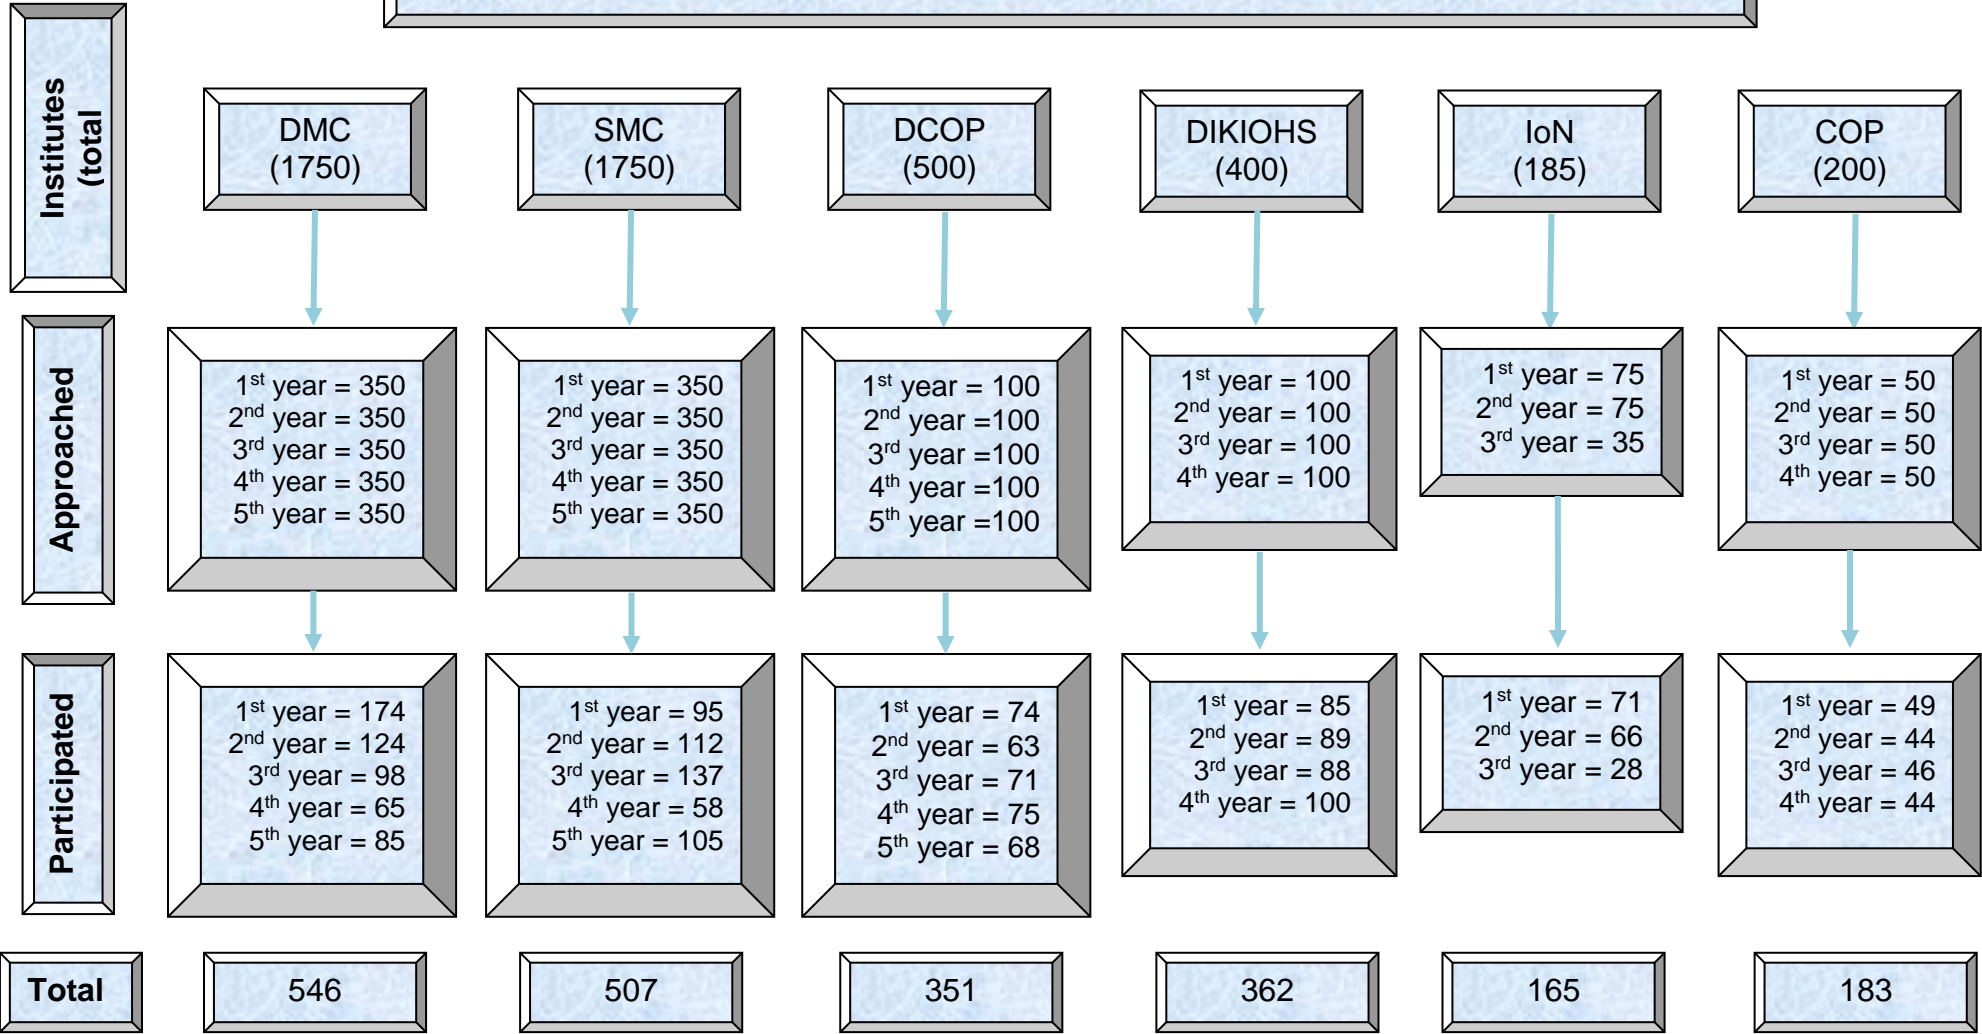 Institutes
(total
DMC
(1750)
SMC
(1750)
DCOP
(500)
DIKIOHS
(400)
IoN
(185)
COP
(200)
Approached
1st year = 350
2nd year = 350
3rd year = 350
4th year = 350
5th year = 350
1st year = 350
2nd year = 350
3rd year = 350
4th year = 350
5th year = 350
1st year = 100
2nd year =100
3rd year =100
4th year =100
5th year =100
1st year = 100
2nd year = 100
3rd year = 100
4th year = 100
1st year = 75
2nd year = 75
3rd year = 35
1st year = 50
2nd year = 50
3rd year = 50
4th year = 50
Participated
1st year = 174
2nd year = 124
3rd year = 98
4th year = 65
5th year = 85
1st year = 95
2nd year = 112
3rd year = 137
4th year = 58
5th year = 105
1st year = 74
2nd year = 63
3rd year = 71
4th year = 75
5th year = 68
1st year = 85
2nd year = 89
3rd year = 88
4th year = 100
1st year = 71
2nd year = 66
3rd year = 28
1st year = 49
2nd year = 44
3rd year = 46
4th year = 44
Total
546
507
351
362
165
183